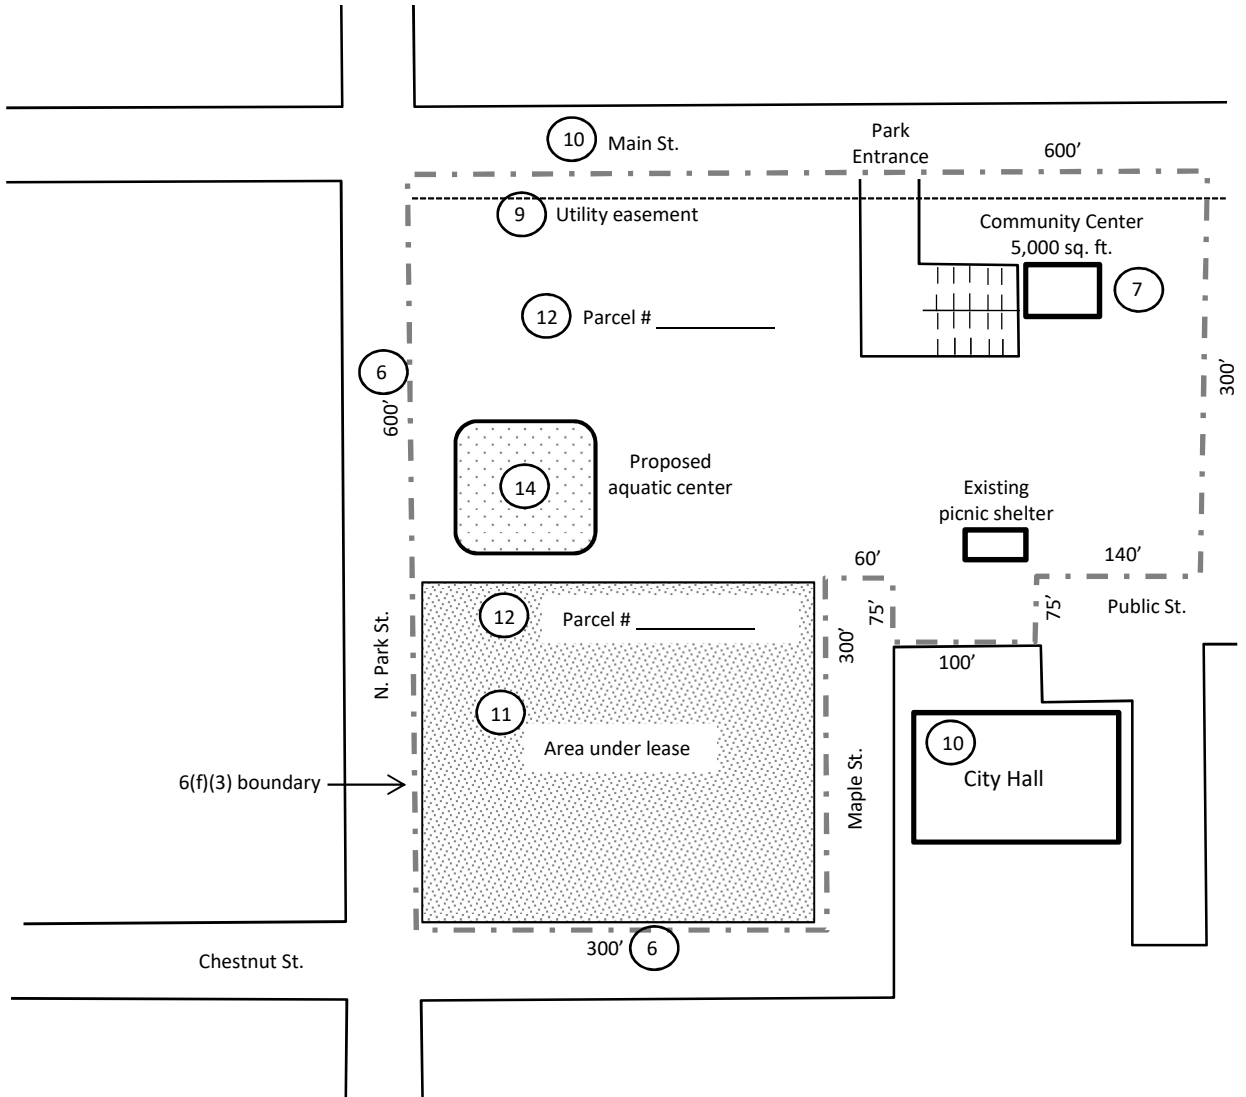 Park
Entrance
10 Main St.
600’
9 Utility easement
Community Center
5,000 sq. ft.
7
12 Parcel # ___________
6
600’
300’
Proposed
aquatic center
14
Existing
picnic shelter
60’
140’
75’
75’
Public St.
12 Parcel # ___________
300’
100’
N. Park St.
11
Area under lease
10
City Hall
Maple St.
6(f)(3) boundary
300’ 6
Chestnut St.